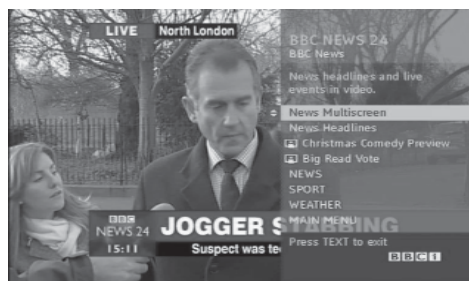 LIVE North London
BBC NEWS 24
BBC News
News headlines and live
events in video.
News Multiscreen
News Headlines
Christmas Comedy Preview
Big Read Vote
NEWS
SPORT
WEATHER
MAIN MENU
Press TEXT to exit
BBC 1
BBC
NEWS 24
15:11
JOGGER STABBING
Suspect was